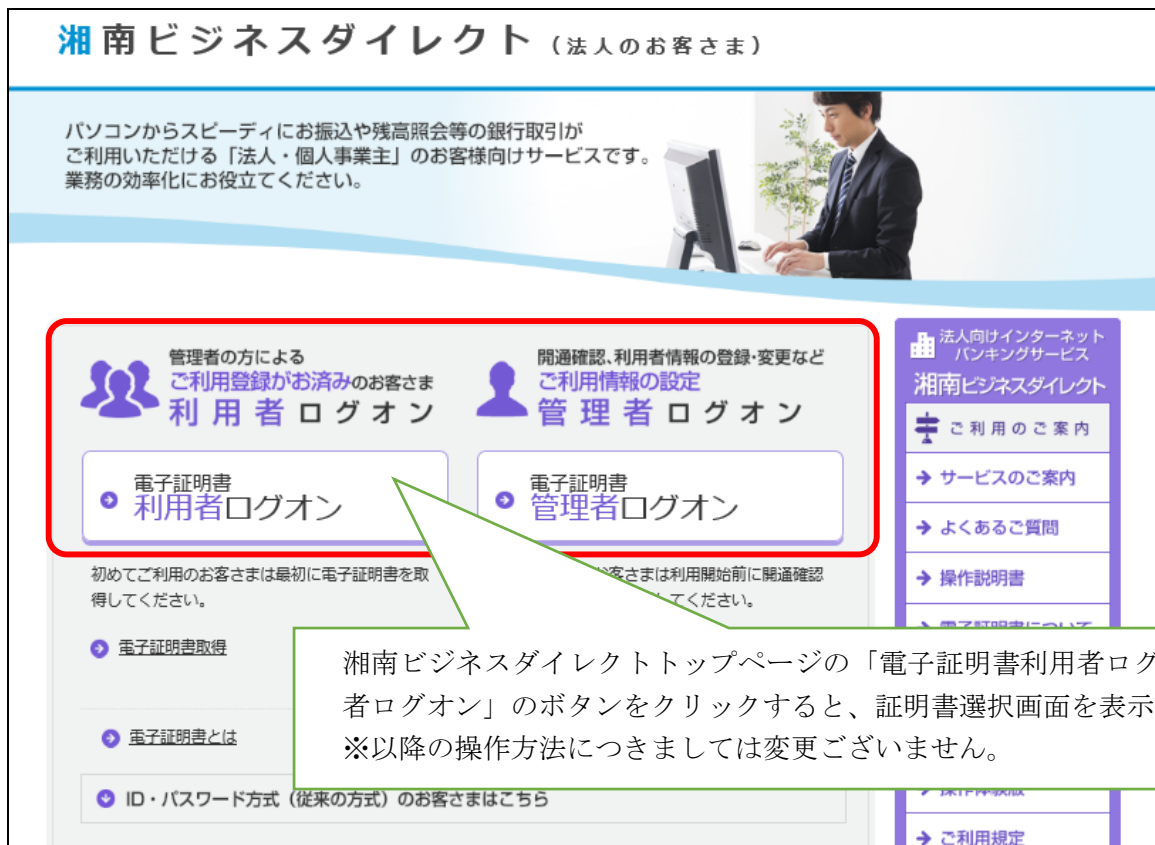 湘南ビジネスダイレクト（法人のお客さま）
パソコンからスピーディにお振込や残高照会等の銀行取引が
ご利用いただける「法人・個人事業主」のお客様向けサービスです。
業務の効率化にお役立てください。
管理者の方による
ご利用登録がお済みのお客さま
利用者ログオン
電子証明書
利用者ログオン
初めてご利用のお客さまは最初に電子証明書を取
得してください。
電子証明書取得
電子証明書とは
ID・パスワード方式（従来の方式）のお客さまはこちら
開通確認、利用者情報の登録・変更など
ご利用情報の設定
管理者ログオン
電子証明書
管理者ログオン
お客さまは利用開始前に開通確認
てください。
湘南ビジネスダイレクトトップページの「電子証明書利用者ログ
者ログオン」のボタンをクリックすると、証明書選択画面を表示
※以降の操作方法につきましては変更ございません。
法人向けインターネット
バンキングサービス
湘南ビジネスダイレクト
ご利用のご案内
サービスのご案内
よくあるご質問
操作説明書
電子証明書について
ご利用規定